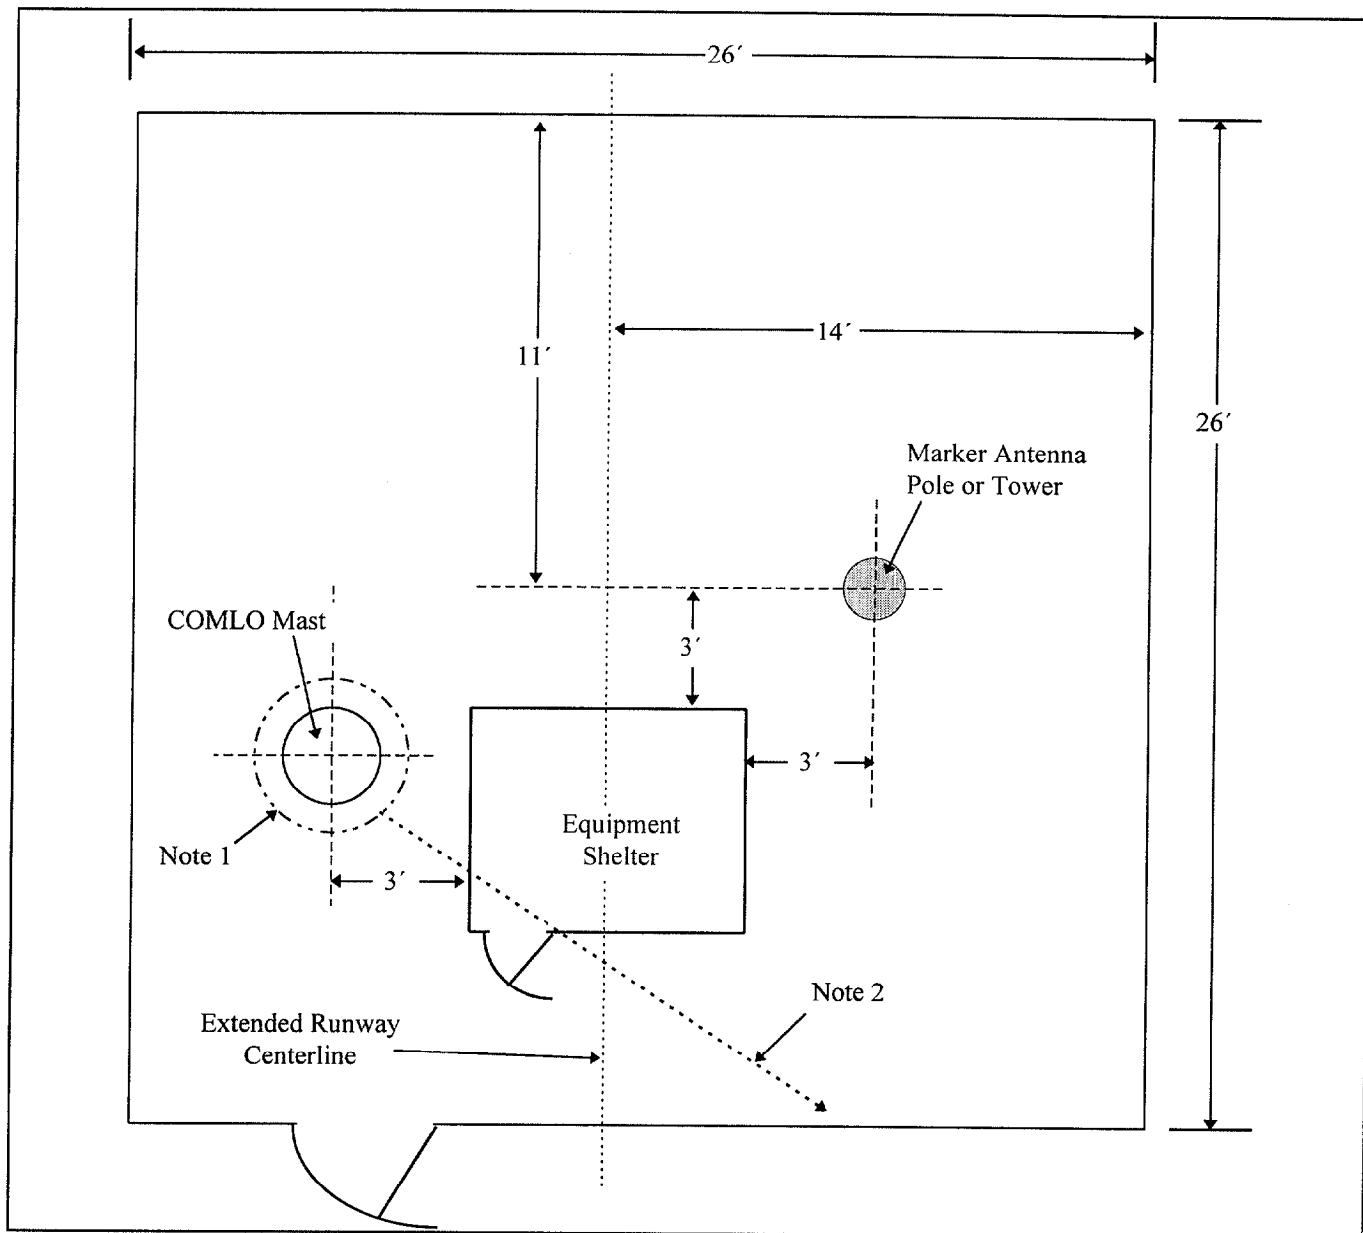 26´
14´
11´
26´
Marker Antenna
Pole or Tower
COMLO Mast
3´
3´
Equipment
Shelter
Note 1
3´
Note 2
Extended Runway
Centerline